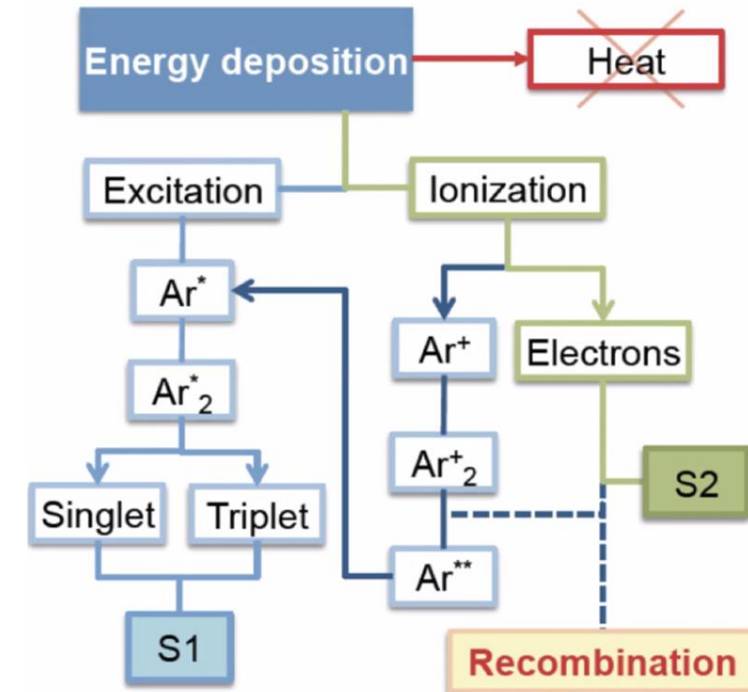 Energy deposition
Heat
Excitation
Ionization
Ar*
Ar⁺
Electrons
Ar*₂
Ar⁺₂
S2
Singlet
Triplet
Ar**
S1
Recombination